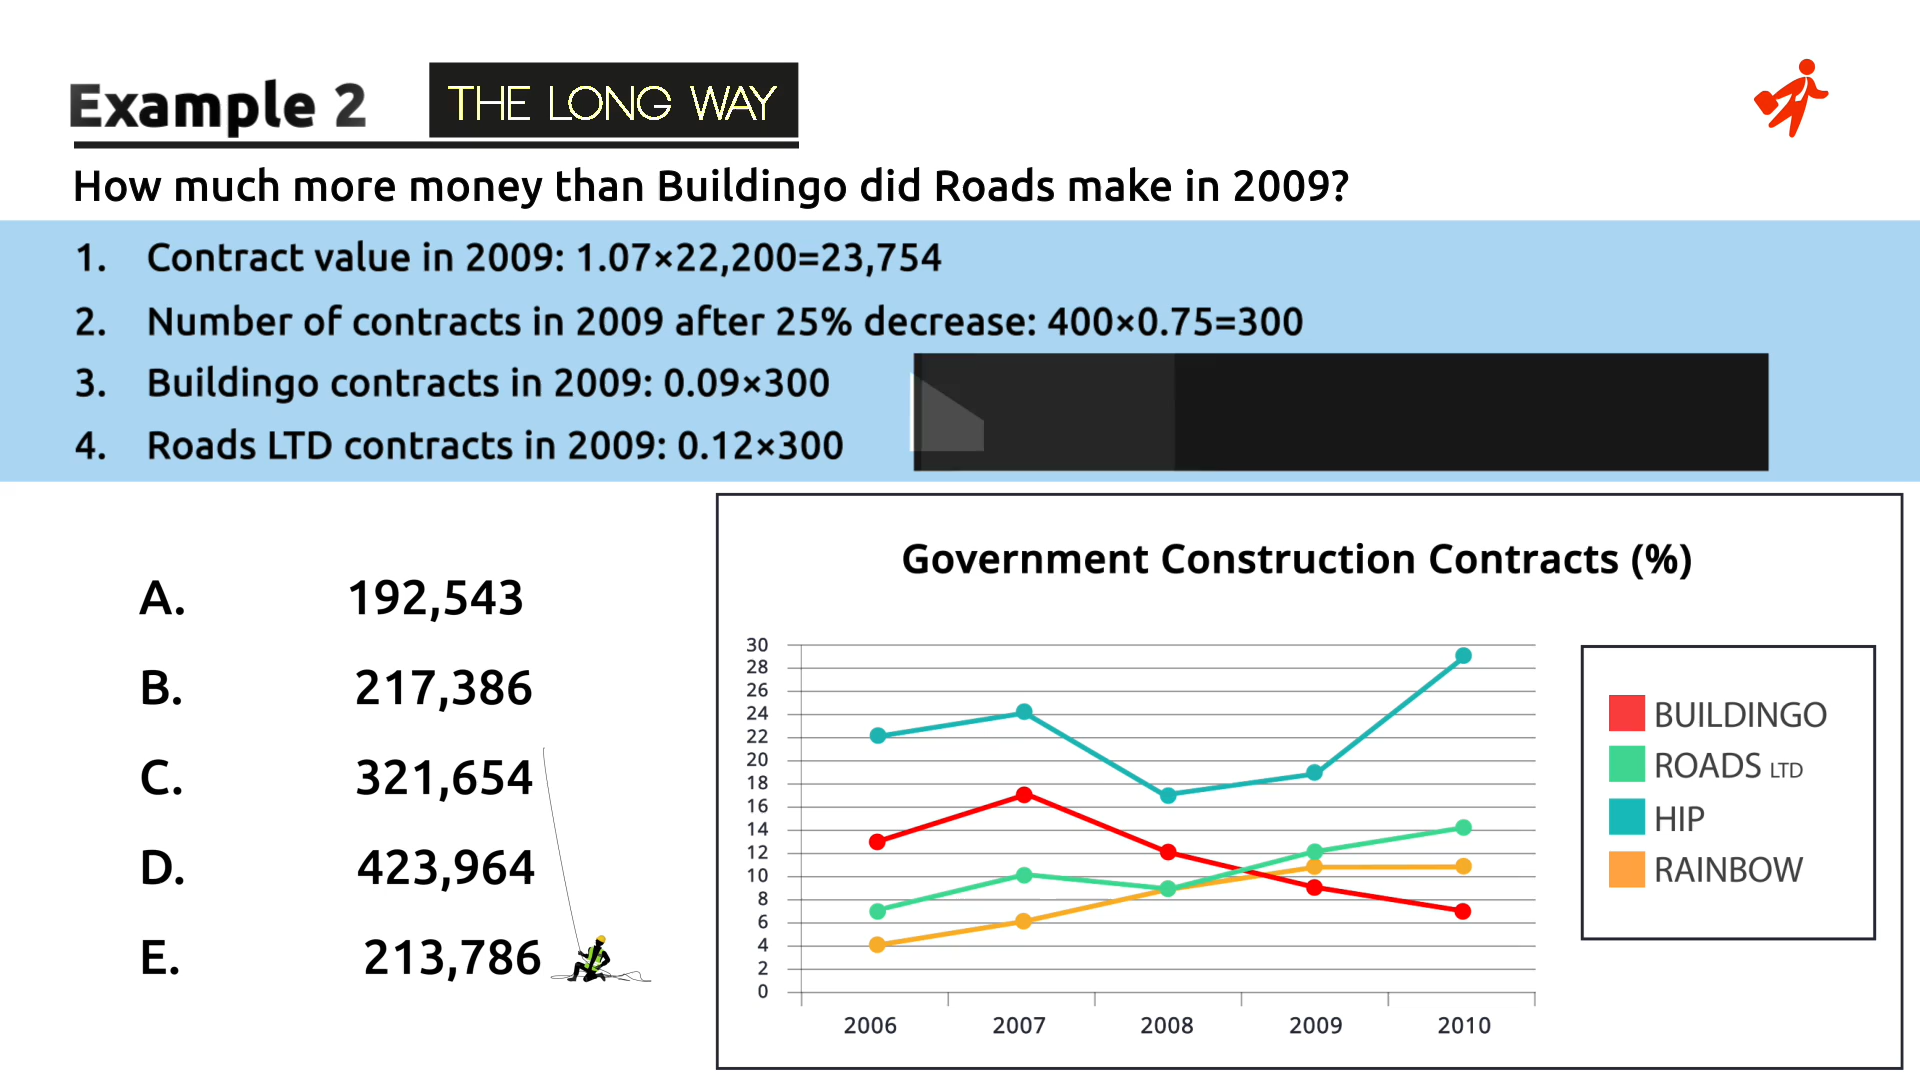 Example 2
THE LONG WAY
How much more money than Buildingo did Roads make in 2009?
1. Contract value in 2009: 1.07×22,200=23,754
2. Number of contracts in 2009 after 25% decrease: 400×0.75=300
3. Buildingo contracts in 2009: 0.09×300
4. Roads LTD contracts in 2009: 0.12×300
A. 192,543
B. 217,386
C. 321,654
D. 423,964
E. 213,786
Government Construction Contracts (%)
30
28
26
24
22
20
18
16
14
12
10
8
6
4
2
0
2006 2007 2008 2009 2010
BUILDINGO
ROADS LTD
HIP
RAINBOW